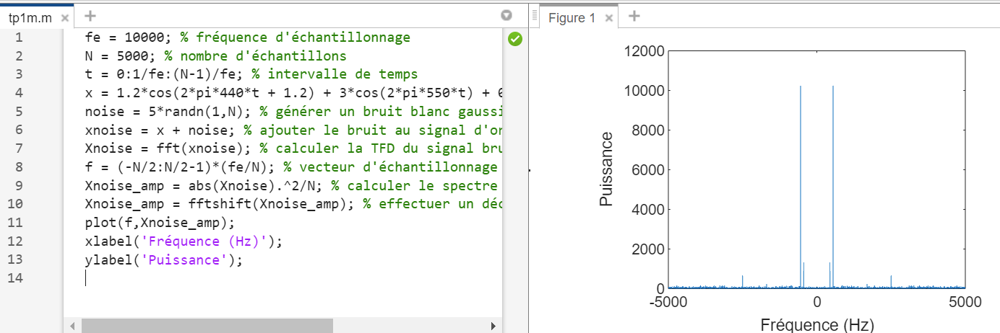 tp1m.m
Figure 1
1 fe = 10000; % fréquence d'échantillonnage
2 N = 5000; % nombre d'échantillons
3 t = 0:1/fe:(N-1)/fe; % intervalle de temps
4 x = 1.2*cos(2*pi*440*t + 1.2) + 3*cos(2*pi*550*t) +
5 noise = 5*randn(1,N); % générer un bruit blanc gaussi
6 xnoise = x + noise; % ajouter le bruit au signal d'or
7 Xnoise = fft(xnoise); % calculer la TFD du signal bru
8 f = (-N/2:N/2-1)*(fe/N); % vecteur d'échantillonnage
9 Xnoise_amp = abs(Xnoise).^2/N; % calculer le spectre
10 Xnoise_amp = fftshift(Xnoise_amp); % effectuer un déc
11 plot(f,Xnoise_amp);
12 xlabel('Fréquence (Hz)');
13 ylabel('Puissance');
14
12000
10000
8000
6000
4000
2000
0
Puissance
-5000 0 5000
Fréquence (Hz)